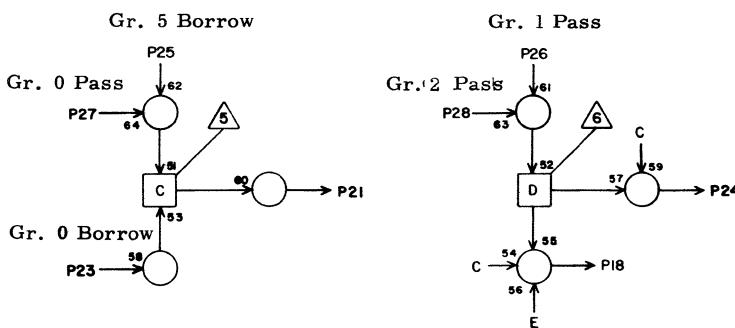 Gr. 5 Borrow
Gr. 1 Pass
P25
P26
Gr. 0 Pass
62
Gr. 2 Pass
61
5
6
P27
64
P28
63
C
51
52
59
C
60
P21
D
57
P24
53
Gr. 0 Borrow
55
58
54
P23
C
P18
56
E